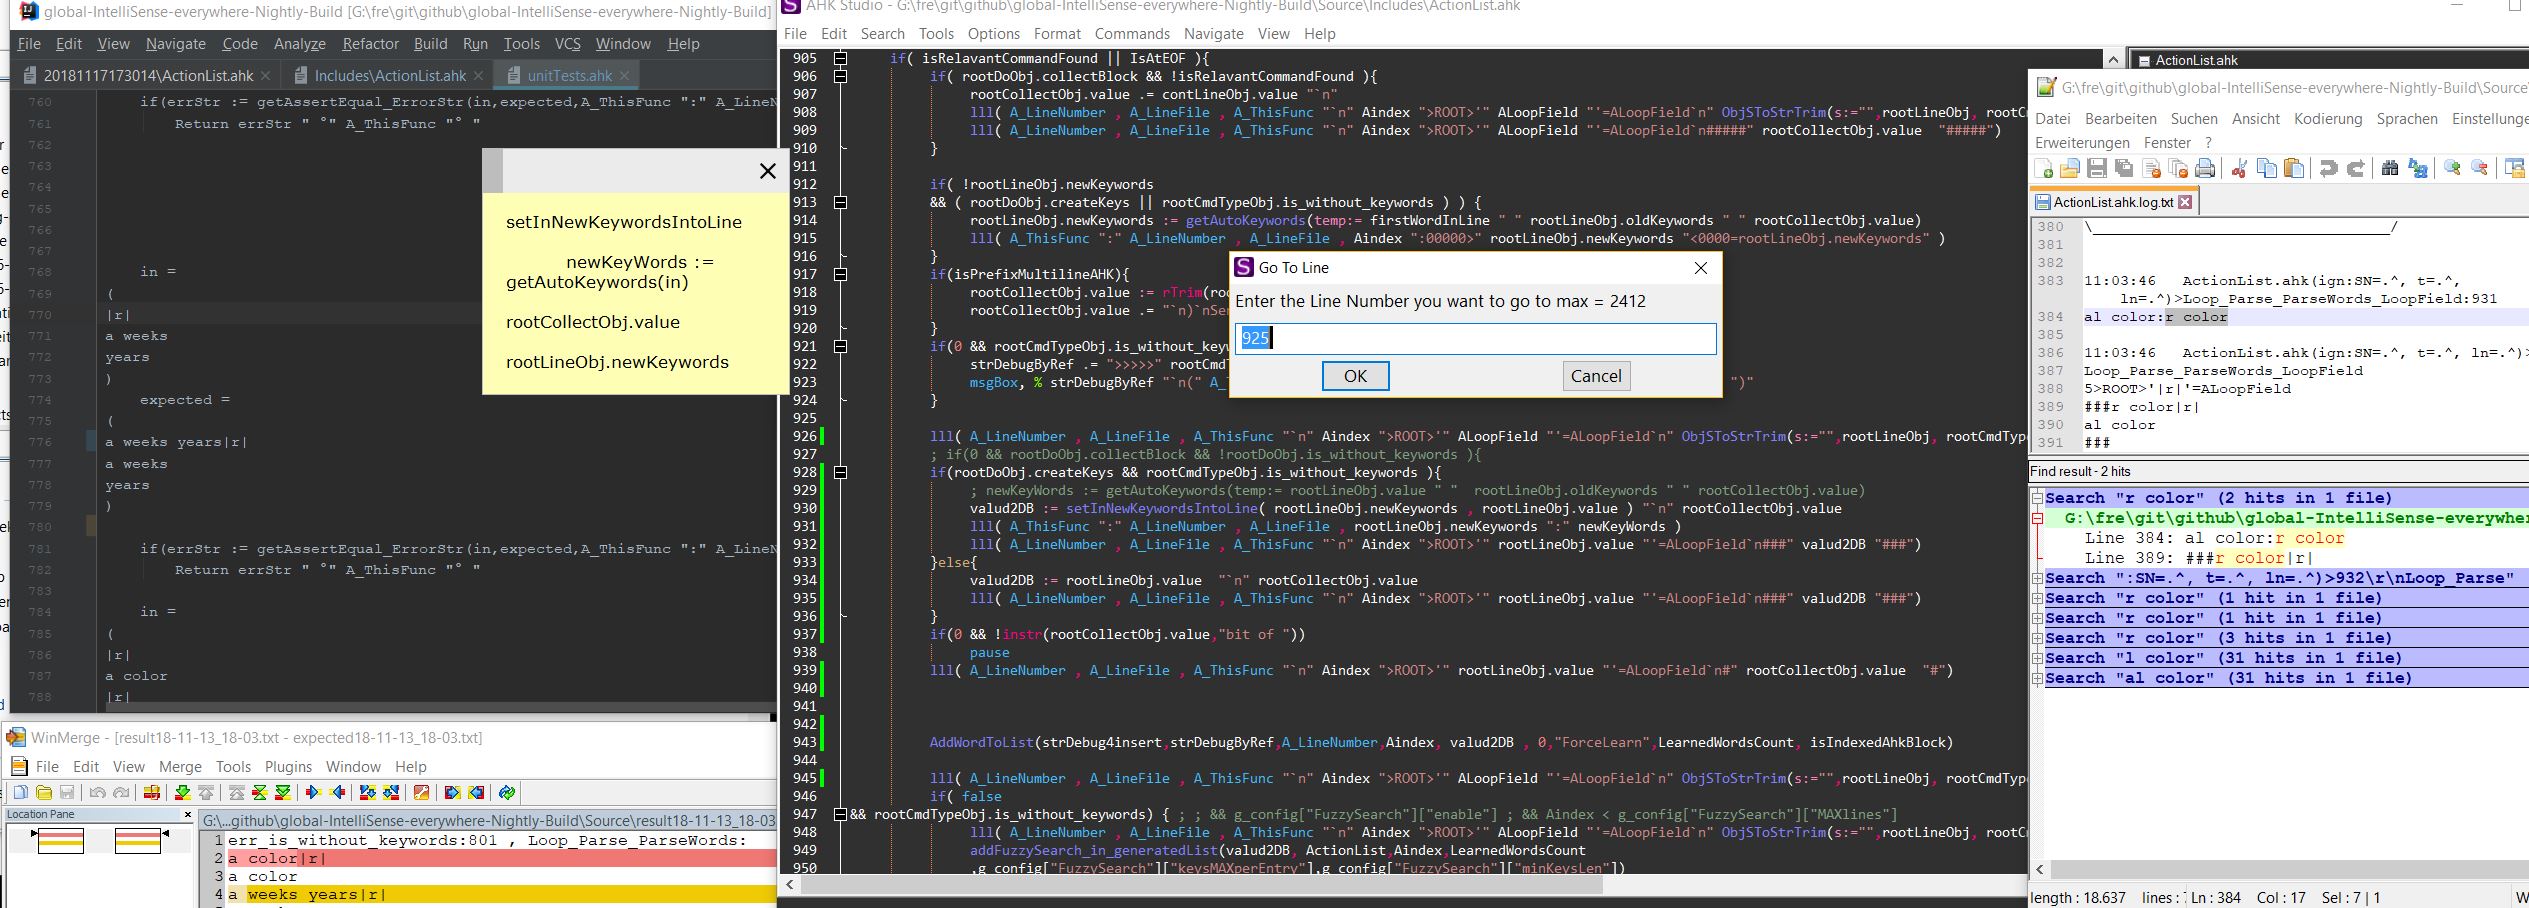 global-IntelliSense-everywhere-Nightly-Build [G:\fre\git\github\global-IntelliSense-everywhere-Nightly-Build]
File Edit View Navigate Code Analyze Refactor Build Run Tools VCS Window Help
20181117173014\ActionList.ahk × Includes\ActionList.ahk × unitTests.ahk ×
760 if(errStr := getAssertEqual_ErrorStr(in,expected,A_ThisFunc ":" A_LineN
761 Return errStr " °" A_ThisFunc "° "
762
763
764
765
766
767
768 in =
769 (
770 |r|
771 a weeks
772 years
773 )
774 expected =
775 (
776 a weeks years|r|
777 a weeks
778 years
779 )
780
781 if(errStr := getAssertEqual_ErrorStr(in,expected,A_ThisFunc ":" A_LineN
782 Return errStr " °" A_ThisFunc "° "
783
784 in =
785 (
786 |r|
787 a color
788 |r|
setInNewKeywordsIntoLine
newKeyWords :=
getAutoKeywords(in)
rootCollectObj.value
rootLineObj.newKeywords
WinMerge - [result18-11-13_18-03.txt - expected18-11-13_18-03.txt]
File Edit View Merge Tools Plugins Window Help
Location Pane ×
G:\...github\global-IntelliSense-everywhere-Nightly-Build\Source\result18-11-13_18-03
1 err_is_without_keywords:801 , Loop_Parse_ParseWords:
2 a color|r|
3 a color
4 a weeks years|r|
AHK Studio - G:\fre\git\github\global-IntelliSense-everywhere-Nightly-Build\Source\Includes\ActionList.ahk
File Edit Search Tools Options Format Commands Navigate View Help
905 if( isRelavantCommandFound || IsAtEOF ){
906 if( rootDoObj.collectBlock && !isRelavantCommandFound ){
907 rootCollectObj.value .= contLineObj.value "`n"
908 lll( A_LineNumber , A_LineFile , A_ThisFunc "`n" Aindex ">ROOT>'" ALoopField "'=ALoopField`n" ObjSToStrTrim(s:="",rootLineObj, rootC
909 lll( A_LineNumber , A_LineFile , A_ThisFunc "`n" Aindex ">ROOT>'" ALoopField "'=ALoopField`n#####" rootCollectObj.value "#####")
910 }
911
912 if( !rootLineObj.newKeywords
913 && ( rootDoObj.createKeys || rootCmdTypeObj.is_without_keywords ) ) {
914 rootLineObj.newKeywords := getAutoKeywords(temp:= firstWordInLine " " rootLineObj.oldKeywords " " rootCollectObj.value)
915 lll( A_ThisFunc ":" A_LineNumber , A_LineFile , Aindex ":00000>" rootLineObj.newKeywords "<0000=rootLineObj.newKeywords" )
916 }
917 if(isPrefixMultilineAHK){
918 rootCollectObj.value := rTrim(ro
919 rootCollectObj.value .= "`n)`nSe
920 }
921 if(0 && rootCmdTypeObj.is_without_keyw
922 strDebugByRef .= ">>>>>" rootCmd
923 msgBox, % strDebugByRef "`n(" A_ ")"
924 }
925
926 lll( A_LineNumber , A_LineFile , A_ThisFunc "`n" Aindex ">ROOT>'" ALoopField "'=ALoopField`n" ObjSToStrTrim(s:="",rootLineObj, rootCmdType
927 ; if(0 && rootDoObj.collectBlock && !rootDoObj.is_without_keywords ){
928 if(rootDoObj.createKeys && rootCmdTypeObj.is_without_keywords ){
929 ; newKeyWords := getAutoKeywords(temp:= rootLineObj.value " " rootLineObj.oldKeywords " " rootCollectObj.value)
930 valud2DB := setInNewKeywordsIntoLine( rootLineObj.newKeywords , rootLineObj.value ) "`n" rootCollectObj.value
931 lll( A_ThisFunc ":" A_LineNumber , A_LineFile , rootLineObj.newKeywords ":" newKeyWords )
932 lll( A_LineNumber , A_LineFile , A_ThisFunc "`n" Aindex ">ROOT>'" rootLineObj.value "'=ALoopField`n###" valud2DB "###")
933 }else{
934 valud2DB := rootLineObj.value "`n" rootCollectObj.value
935 lll( A_LineNumber , A_LineFile , A_ThisFunc "`n" Aindex ">ROOT>'" rootLineObj.value "'=ALoopField`n###" valud2DB "###")
936 }
937 if(0 && !instr(rootCollectObj.value,"bit of "))
938 pause
939 lll( A_LineNumber , A_LineFile , A_ThisFunc "`n" Aindex ">ROOT>'" rootLineObj.value "'=ALoopField`n#" rootCollectObj.value "#")
940
941
942
943 AddWordToList(strDebug4insert,strDebugByRef,A_LineNumber,Aindex, valud2DB , 0,"ForceLearn",LearnedWordsCount, isIndexedAhkBlock)
944
945 lll( A_LineNumber , A_LineFile , A_ThisFunc "`n" Aindex ">ROOT>'" ALoopField "'=ALoopField`n" ObjSToStrTrim(s:="",rootLineObj, rootCmdType
946 if( false
947 && rootCmdTypeObj.is_without_keywords) { ; ; && g_config["FuzzySearch"]["enable"] ; && Aindex < g_config["FuzzySearch"]["MAXlines"]
948 lll( A_LineNumber , A_LineFile , A_ThisFunc "`n" Aindex ">ROOT>'" ALoopField "'=ALoopField`n" ObjSToStrTrim(s:="",rootLineObj, rootC
949 addFuzzySearch_in_generatedList(valud2DB, ActionList,Aindex,LearnedWordsCount
950 ,g_config["FuzzySearch"]["keysMAXperEntry"],g_config["FuzzySearch"]["minKeysLen"])
Go To Line
Enter the Line Number you want to go to max = 2412
925
OK Cancel
ActionList.ahk
G:\fre\git\github\global-IntelliSense-everywhere-Nightly-Build\Source\
Datei Bearbeiten Suchen Ansicht Kodierung Sprachen Einstellunge
Erweiterungen Fenster ?
ActionList.ahk.log.txt
380 \_______________________________/
381
382
383 11:03:46 ActionList.ahk(ign:SN=.^, t=.^,
ln=.^)>Loop_Parse_ParseWords_LoopField:931
384 al color:r color
385
386 11:03:46 ActionList.ahk(ign:SN=.^, t=.^, ln=.^)>
387 Loop_Parse_ParseWords_LoopField
388 5>ROOT>'|r|'=ALoopField
389 ###r color|r|
390 al color
391 ###
Find result - 2 hits
Search "r color" (2 hits in 1 file)
G:\fre\git\github\global-IntelliSense-everywher
Line 384: al color:r color
Line 389: ###r color|r|
Search ":SN=.^, t=.^, ln=.^)>932\r\nLoop_Parse"
Search "r color" (1 hit in 1 file)
Search "r color" (1 hit in 1 file)
Search "r color" (3 hits in 1 file)
Search "l color" (31 hits in 1 file)
Search "al color" (31 hits in 1 file)
length : 18.637 lines : Ln : 384 Col : 17 Sel : 7 | 1 W